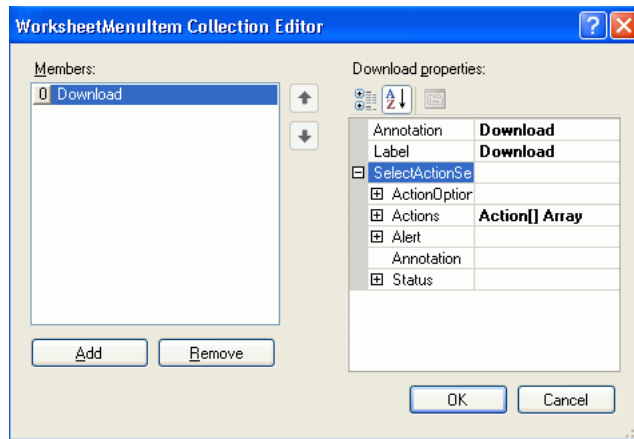 WorksheetMenuItem Collection Editor
Members:
0 Download
Add
Remove
Download properties:
Annotation Download
Label Download
SelectActionSe
ActionOption
Actions Action[] Array
Alert
Annotation
Status
OK
Cancel